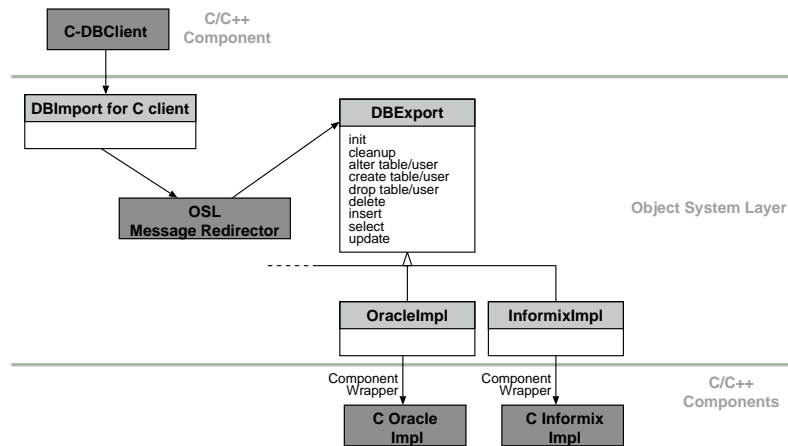 C-DBClient
C/C++
Component
DBImport for C client
DBExport
init
cleanup
alter table/user
create table/user
drop table/user
delete
insert
select
update
OSL
Message Redirector
Object System Layer
OracleImpl
InformixImpl
Component
Wrapper
Component
Wrapper
C/C++
Components
C Oracle
Impl
C Informix
Impl